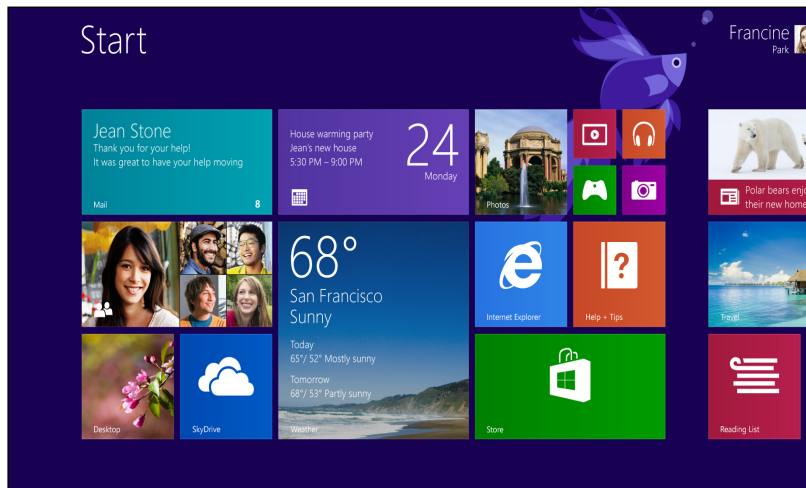 Start
Francine
Park
Jean Stone
Thank you for your help!
It was great to have your help moving
Mail
8
House warming party
Jean's new house
5:30 PM – 9:00 PM
24
Monday
Photos
Polar bears enjo
their new home
68°
San Francisco
Sunny
Today
65°/ 52° Mostly sunny
Tomorrow
68°/ 53° Partly sunny
Weather
Internet Explorer
?
Help + Tips
Travel
Desktop
SkyDrive
Store
Reading List